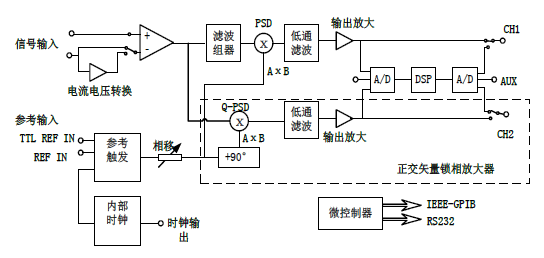 PSD
输出放大
CH1
信号输入
+
-
滤波
组器
X
低通
滤波
A/D
DSP
A/D
AUX
电流电压转换
A×B
参考输入
Q-PSD
X
低通
滤波
输出放大
CH2
TTL REF IN
REF IN
参考
触发
相移
A×B
+90°
正交矢量锁相放大器
内部
时钟
时钟输
出
微控制器
IEEE-GPIB
RS232